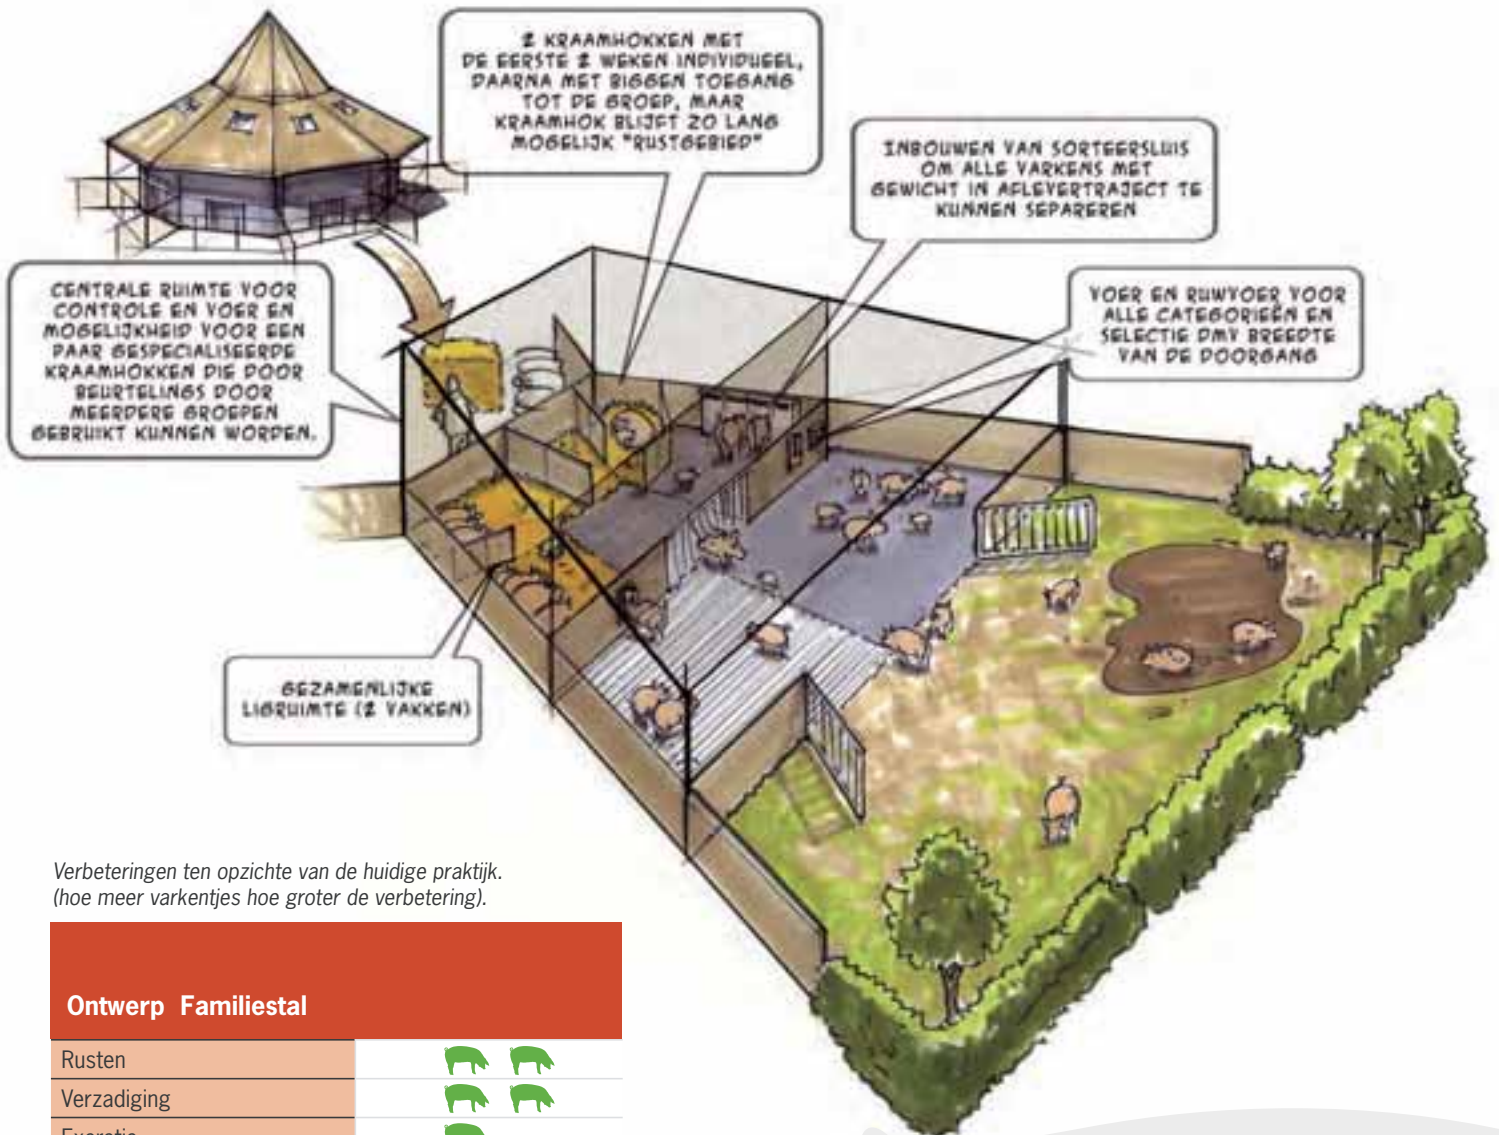 2 KRAAMHOKKEN MET
DE EERSTE 2 WEKEN INDIVIDUEEL,
DAARNA MET BIGGEN TOEGANG
TOT DE GROEP, MAAR
KRAAMHOK BLIJFT ZO LANG
MOGELIJK "RUSTGEBIED"
INBOUWEN VAN SORTEERSLUIS
OM ALLE VARKENS MET
GEWICHT IN AFLEVERTRAJECT TE
KUNNEN SEPAREREN
CENTRALE RUIMTE VOOR
CONTROLE EN VOER EN
MOGELIJKHEID VOOR EEN
PAAR GESPECIALISEERDE
KRAAMHOKKEN DIE DOOR
BEURTELINGS DOOR
MEERDERE GROEPEN
GEBRUIKT KUNNEN WORDEN.
VOER EN RUWVOER VOOR
ALLE CATEGORIEËN EN
SELECTIE DMV BREEDTE
VAN DE DOORGANG
GEZAMENLIJKE
LIGRUIMTE (2 VAKKEN)
Verbeteringen ten opzichte van de huidige praktijk.
(hoe meer varkentjes hoe groter de verbetering).
Ontwerp Familiestal
Rusten
Verzadiging